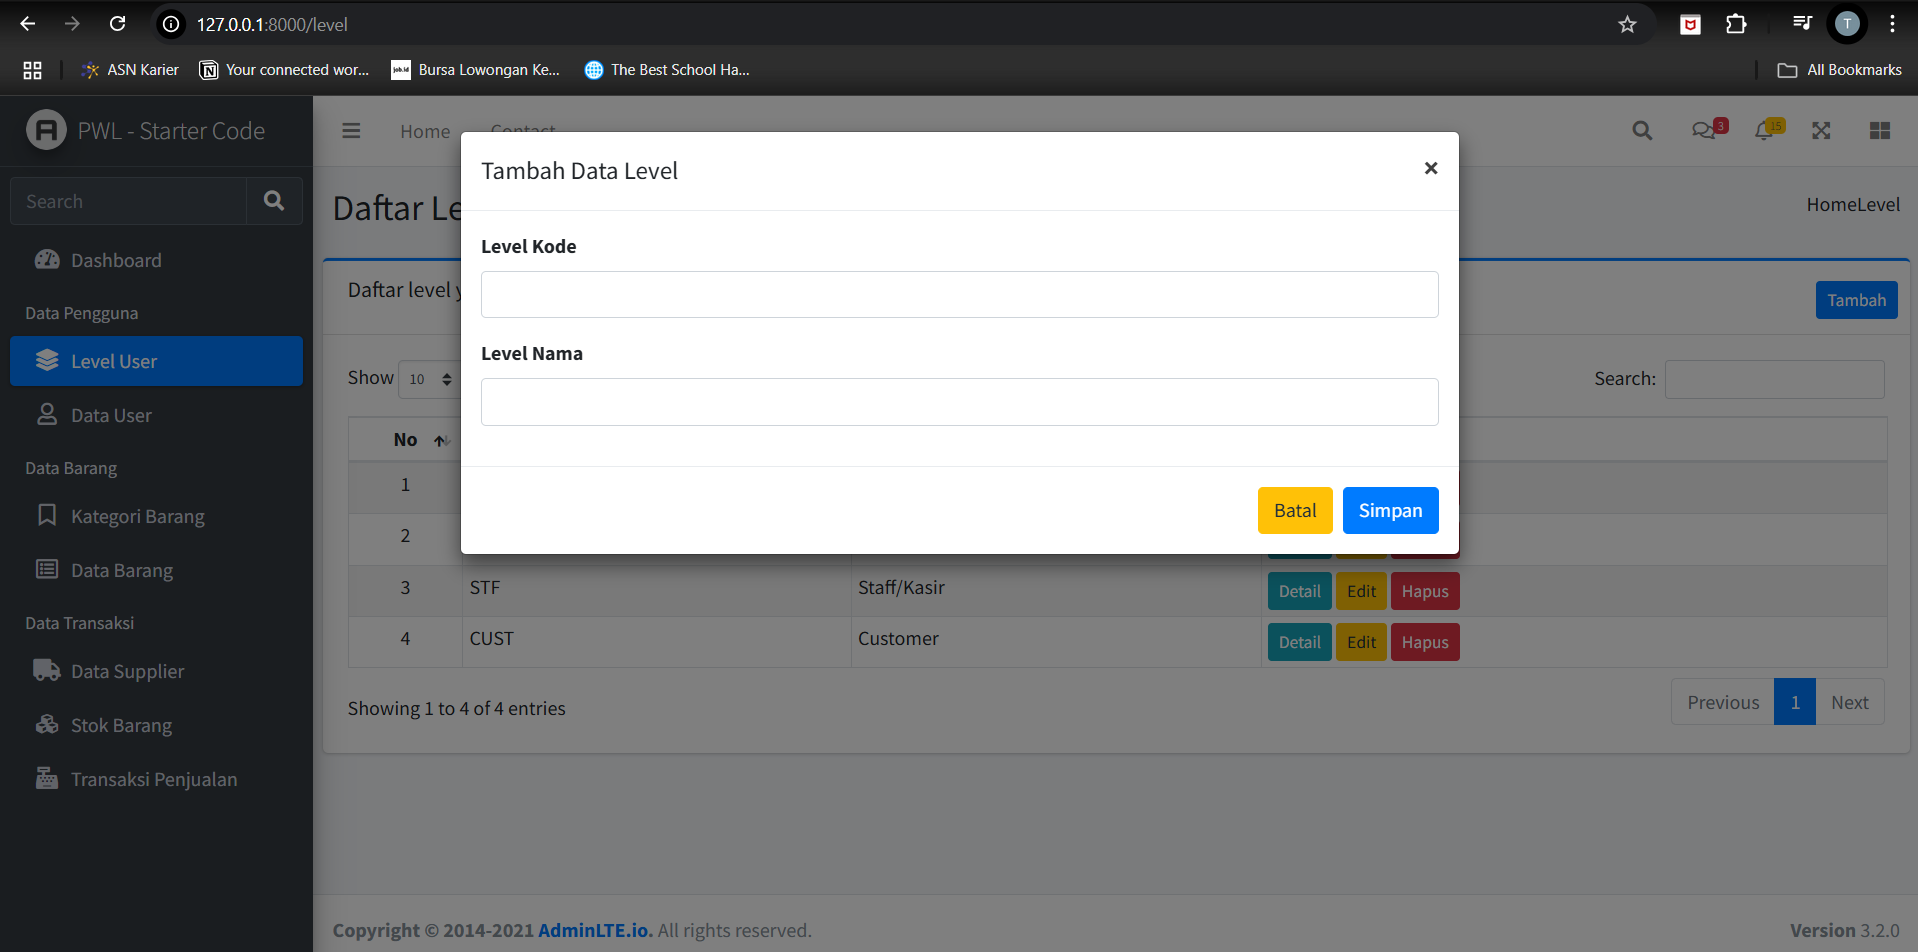 127.0.0.1:8000/level
T
ASN Karier
Your connected wor...
job.id
Bursa Lowongan Ke...
The Best School Ha...
All Bookmarks
PWL - Starter Code
Home
Contact
3
15
Search
Dashboard
Data Pengguna
Level User
Data User
Data Barang
Kategori Barang
Data Barang
Data Transaksi
Data Supplier
Stok Barang
Transaksi Penjualan
Daftar Le
HomeLevel
Daftar level
Tambah
Show 10
Search:
Tambah Data Level
×
Level Kode
Level Nama
Batal Simpan
No
1
2
3 STF Staff/Kasir Detail Edit Hapus
4 CUST Customer Detail Edit Hapus
Showing 1 to 4 of 4 entries
Previous 1 Next
Copyright © 2014-2021 AdminLTE.io. All rights reserved.
Version 3.2.0